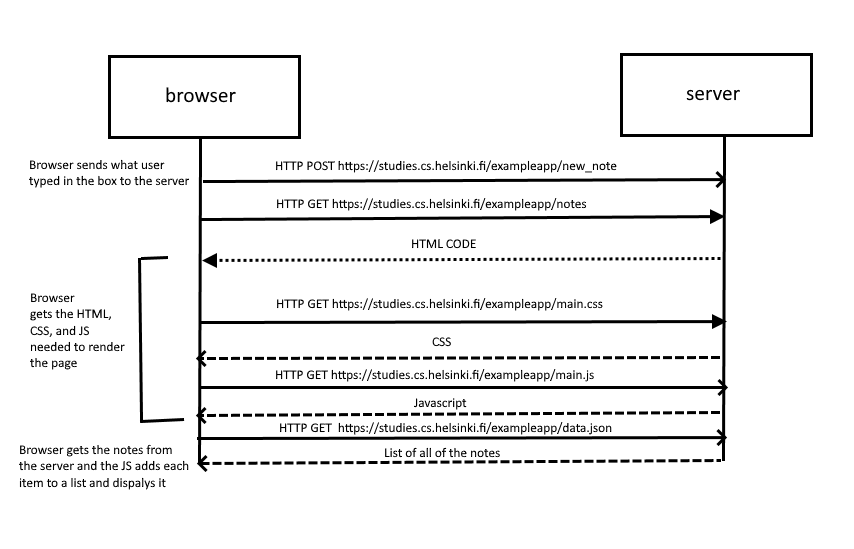 browser
server
Browser sends what user
typed in the box to the server
HTTP POST https://studies.cs.helsinki.fi/exampleapp/new_note
HTTP GET https://studies.cs.helsinki.fi/exampleapp/notes
HTML CODE
Browser
gets the HTML,
CSS, and JS
needed to render
the page
HTTP GET https://studies.cs.helsinki.fi/exampleapp/main.css
CSS
HTTP GET https://studies.cs.helsinki.fi/exampleapp/main.js
Javascript
HTTP GET  https://studies.cs.helsinki.fi/exampleapp/data.json
Browser gets the notes from
the server and the JS adds each
item to a list and dispalys it
List of all of the notes